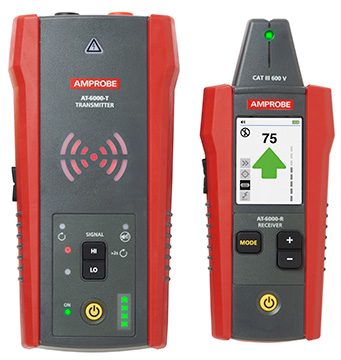 AMPROBE
AT-6000-T
TRANSMITTER
SIGNAL
HI
LO
ON
CAT III 600 V
AMPROBE
75
AT-6000-R
RECEIVER
MODE
+
−